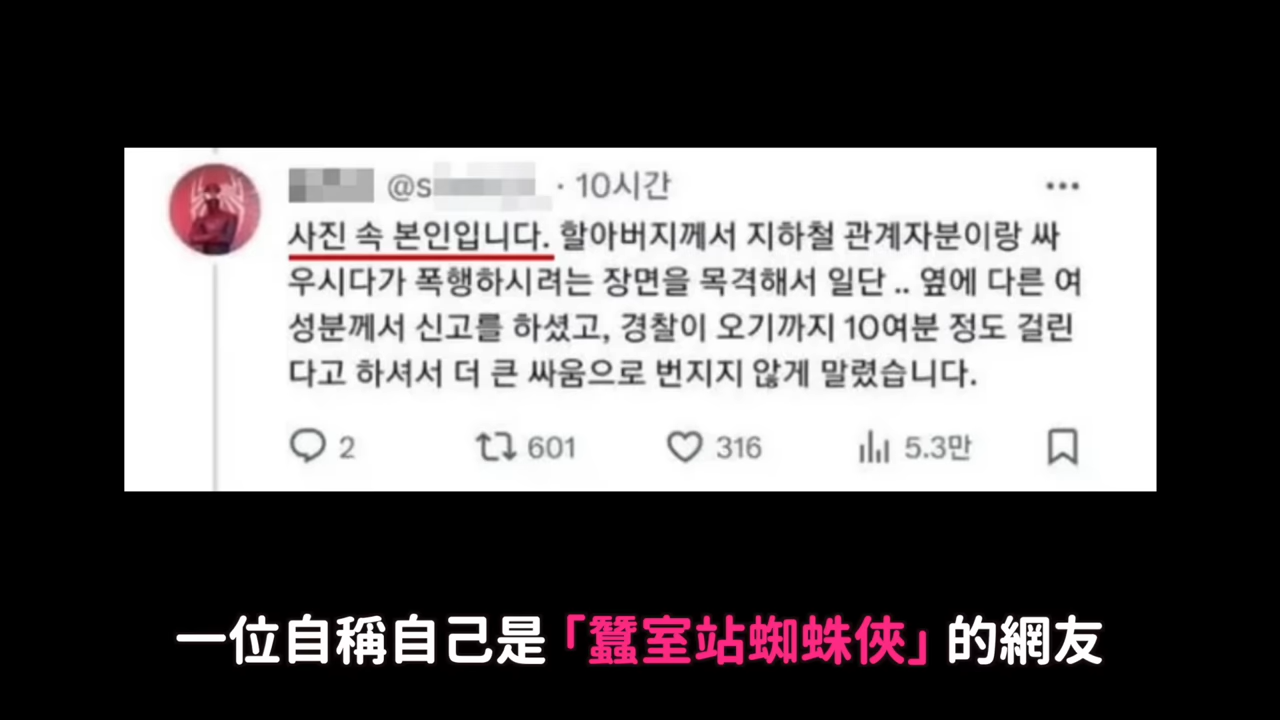 @s · 10시간
사진 속 본인입니다. 할아버지께서 지하철 관계자분이랑 싸
우시다가 폭행하시려는 장면을 목격해서 일단 .. 옆에 다른 여
성분께서 신고를 하셨고, 경찰이 오기까지 10여분 정도 걸린
다고 하셔서 더 큰 싸움으로 번지지 않게 말렸습니다.
2 601 316 5.3만
一位自稱自己是「蠶室站蜘蛛俠」的網友